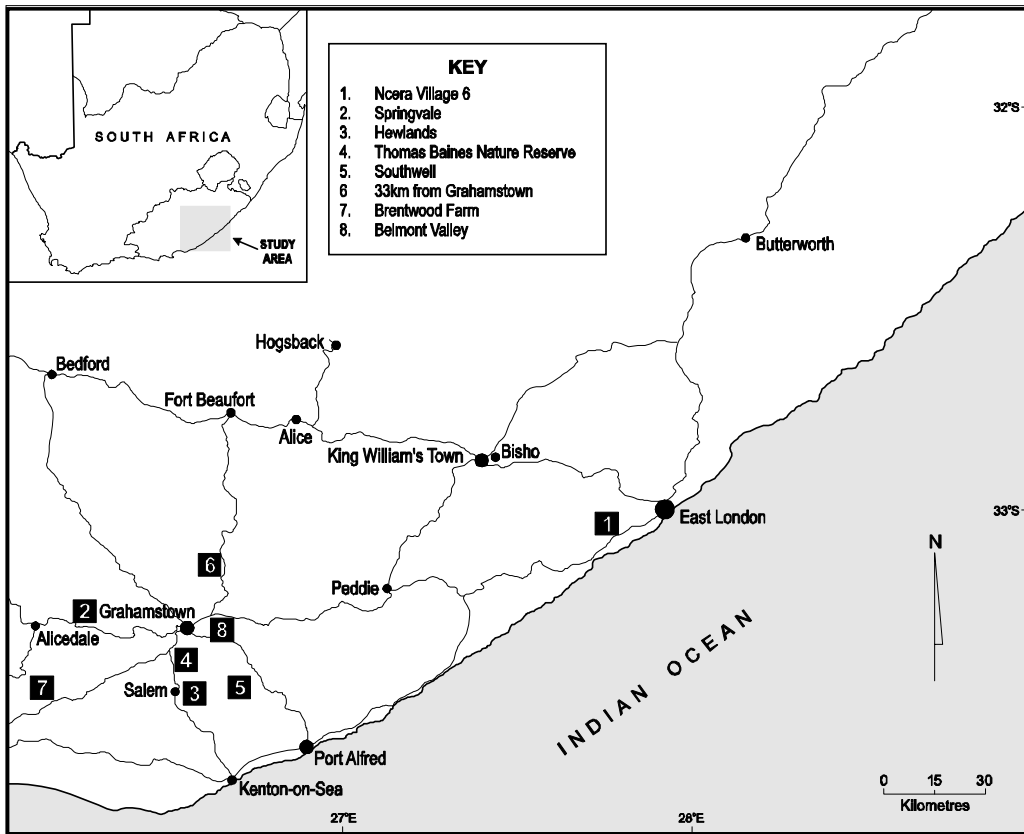 SOUTH AFRICA
STUDY
AREA
KEY
1. Ncera Village 6
2. Springvale
3. Hewlands
4. Thomas Baines Nature Reserve
5. Southwell
6 33km from Grahamstown
7. Brentwood Farm
8. Belmont Valley
32°S
Butterworth
Hogsback
Bedford
Fort Beaufort
Alice
King William's Town
Bisho
1
East London
33°S
N
6
Peddie
2
Grahamstown
8
Alicedale
4
7
Salem
3
5
INDIAN OCEAN
Port Alfred
Kenton-on-Sea
0 15 30
Kilometres
27°E
28°E